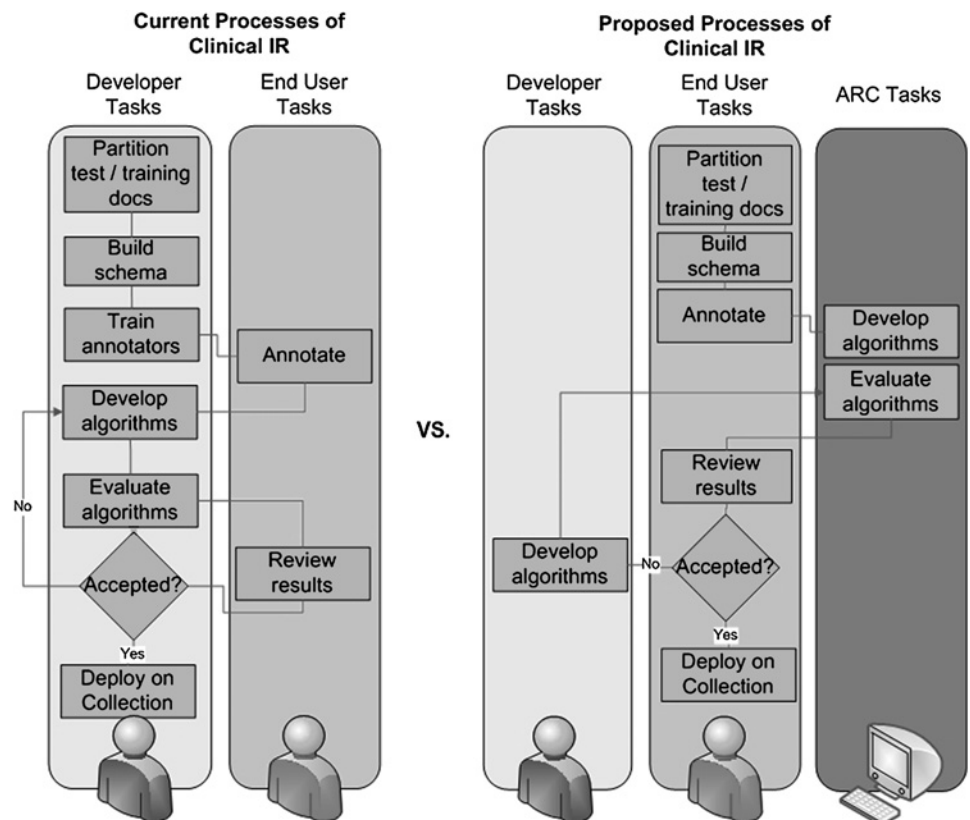 Current Processes of
Clinical IR
Developer
Tasks
End User
Tasks
Partition
test / training
docs
Build
schema
Train
annotators
Annotate
Develop
algorithms
Evaluate
algorithms
No
Accepted?
Review
results
Yes
Deploy on
Collection
VS.
Proposed Processes of
Clinical IR
Developer
Tasks
End User
Tasks
ARC Tasks
Partition
test /
training docs
Build
schema
Annotate
Develop
algorithms
Evaluate
algorithms
Review
results
Develop
algorithms
No
Accepted?
Yes
Deploy on
Collection